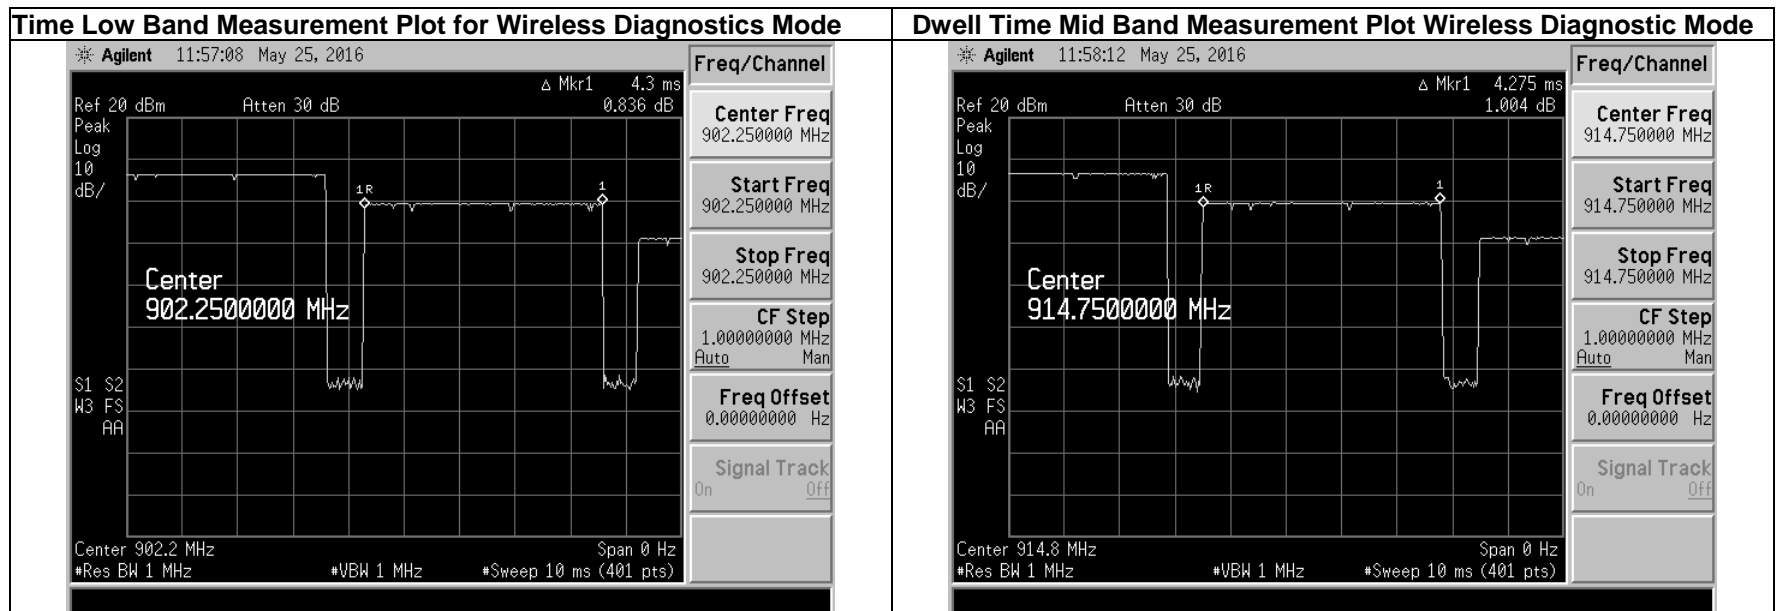 Time Low Band Measurement Plot for Wireless Diagnostics Mode
Agilent 11:57:08 May 25, 2016
Δ Mkr1 4.3 ms
Ref 20 dBm Atten 30 dB 0.836 dB
Peak
Log
10
dB/
1R
1
Center
902.2500000 MHz
S1 S2
W3 FS
AA
Center 902.2 MHz Span 0 Hz
#Res BW 1 MHz #VBW 1 MHz #Sweep 10 ms (401 pts)
Freq/Channel
Center Freq
902.250000 MHz
Start Freq
902.250000 MHz
Stop Freq
902.250000 MHz
CF Step
1.00000000 MHz
Auto Man
Freq Offset
0.00000000 Hz
Signal Track
On Off
Dwell Time Mid Band Measurement Plot Wireless Diagnostic Mode
Agilent 11:58:12 May 25, 2016
Δ Mkr1 4.275 ms
Ref 20 dBm Atten 30 dB 1.004 dB
Peak
Log
10
dB/
1R
1
Center
914.7500000 MHz
S1 S2
W3 FS
AA
Center 914.8 MHz Span 0 Hz
#Res BW 1 MHz #VBW 1 MHz #Sweep 10 ms (401 pts)
Freq/Channel
Center Freq
914.750000 MHz
Start Freq
914.750000 MHz
Stop Freq
914.750000 MHz
CF Step
1.00000000 MHz
Auto Man
Freq Offset
0.00000000 Hz
Signal Track
On Off